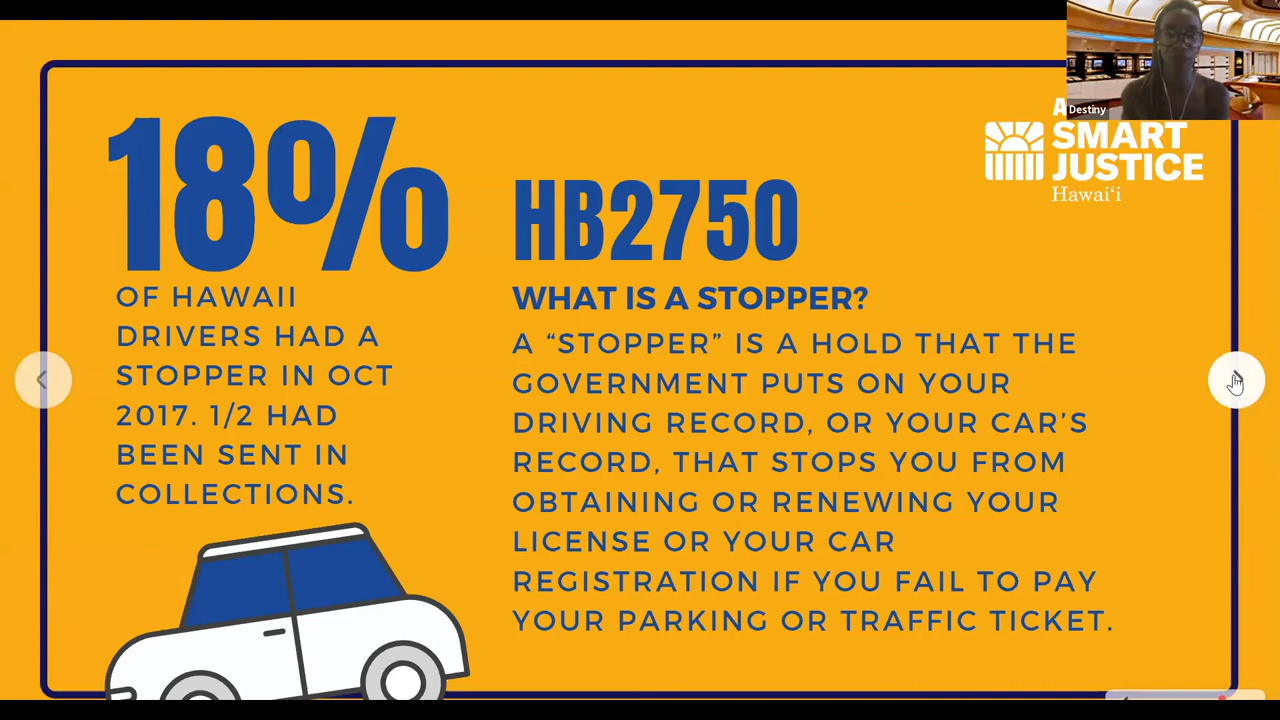 Destiny
SMART
JUSTICE
Hawai‘i
18%
OF HAWAII
DRIVERS HAD A
STOPPER IN OCT
2017. 1/2 HAD
BEEN SENT IN
COLLECTIONS.
HB2750
WHAT IS A STOPPER?
A “STOPPER” IS A HOLD THAT THE
GOVERNMENT PUTS ON YOUR
DRIVING RECORD, OR YOUR CAR’S
RECORD, THAT STOPS YOU FROM
OBTAINING OR RENEWING YOUR
LICENSE OR YOUR CAR
REGISTRATION IF YOU FAIL TO PAY
YOUR PARKING OR TRAFFIC TICKET.